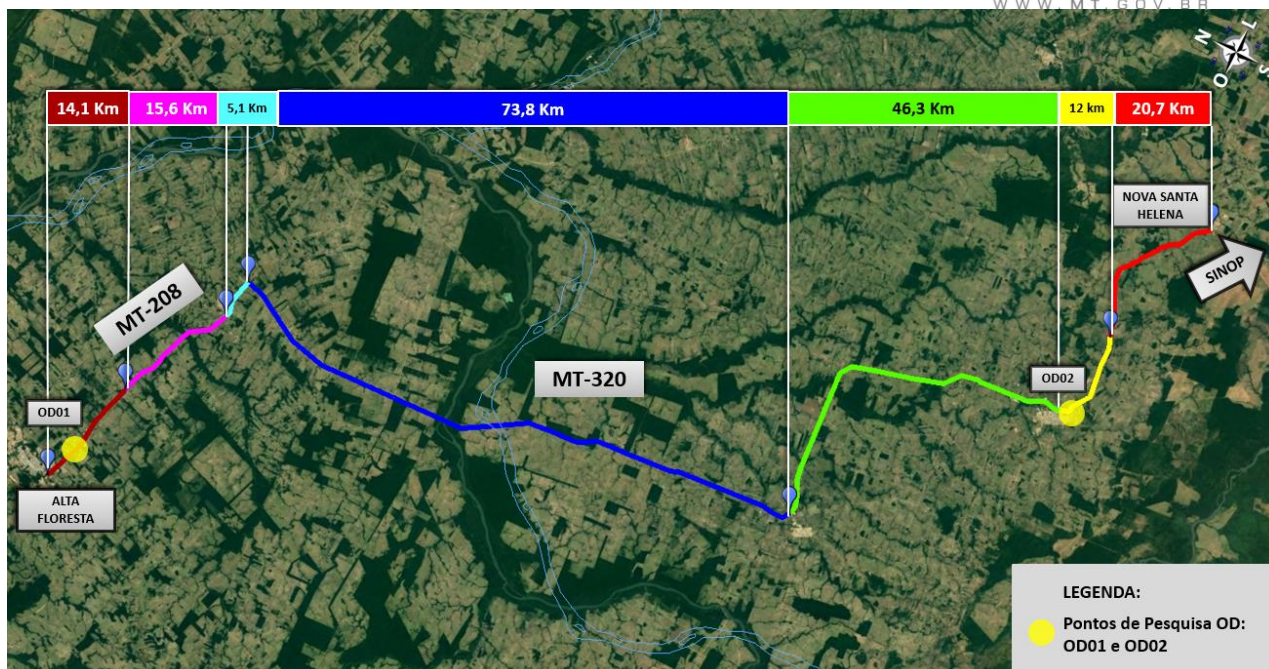 WWW.MT.GOV.BR
N
L
O
S
14,1 Km
15,6 Km
5,1 Km
73,8 Km
46,3 Km
12 km
20,7 Km
NOVA SANTA
HELENA
SINOP
MT-208
MT-320
OD02
OD01
ALTA
FLORESTA
LEGENDA:
Pontos de Pesquisa OD:
OD01 e OD02